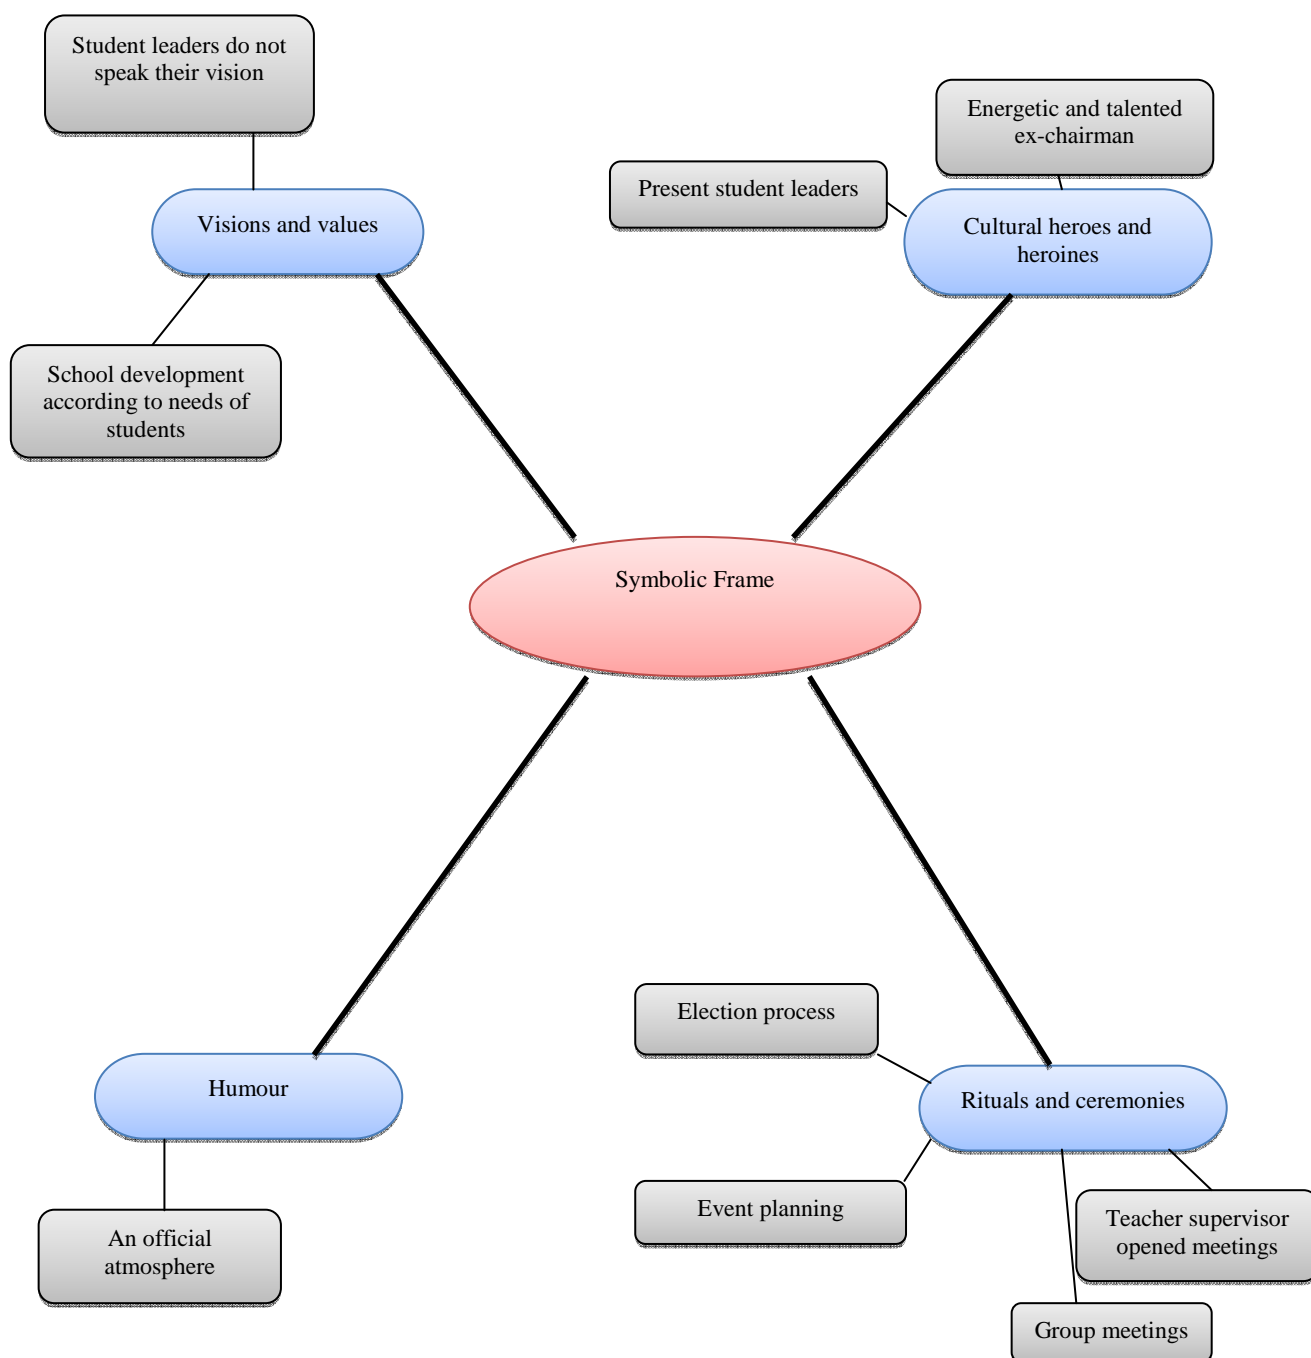 Student leaders do not
speak their vision
Energetic and talented
ex-chairman
Present student leaders
Visions and values
Cultural heroes and
heroines
School development
according to needs of
students
Symbolic Frame
Election process
Humour
Rituals and ceremonies
Event planning
Teacher supervisor
opened meetings
An official
atmosphere
Group meetings